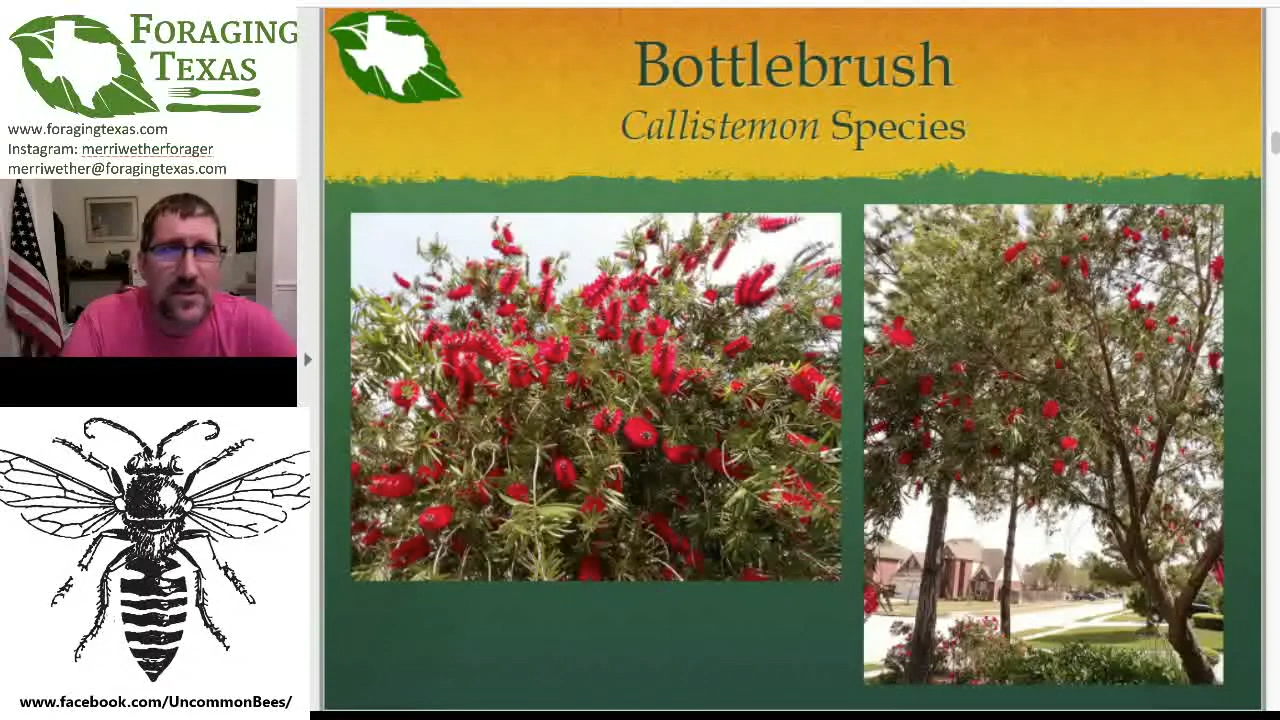 FORAGING
TEXAS
www.foragingtexas.com
Instagram: merriwetherforager
merriwether@foragingtexas.com
Bottlebrush
Callistemon Species
www.facebook.com/UncommonBees/